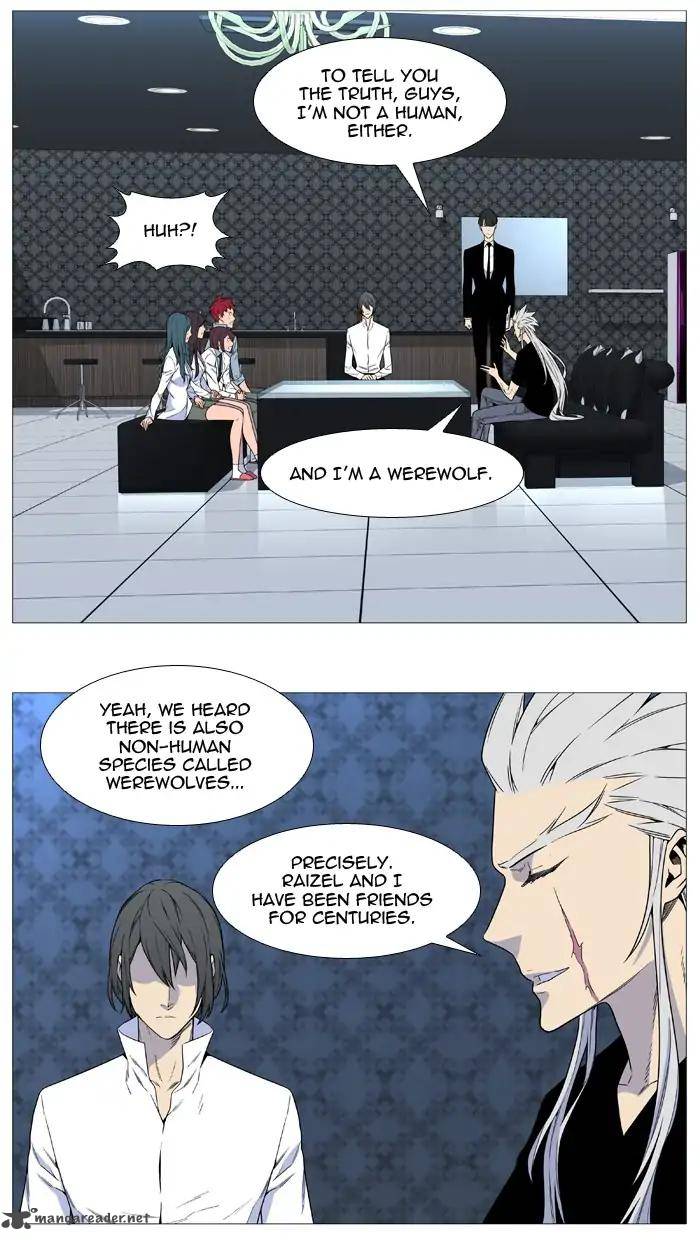 TO TELL YOU
THE TRUTH, GUYS,
I'M NOT A HUMAN,
EITHER.
HUH?!
AND I'M A WEREWOLF.
YEAH, WE HEARD
THERE IS ALSO
NON-HUMAN
SPECIES CALLED
WEREWOLVES...
PRECISELY.
RAIZEL AND I
HAVE BEEN FRIENDS
FOR CENTURIES.
mangareader.net